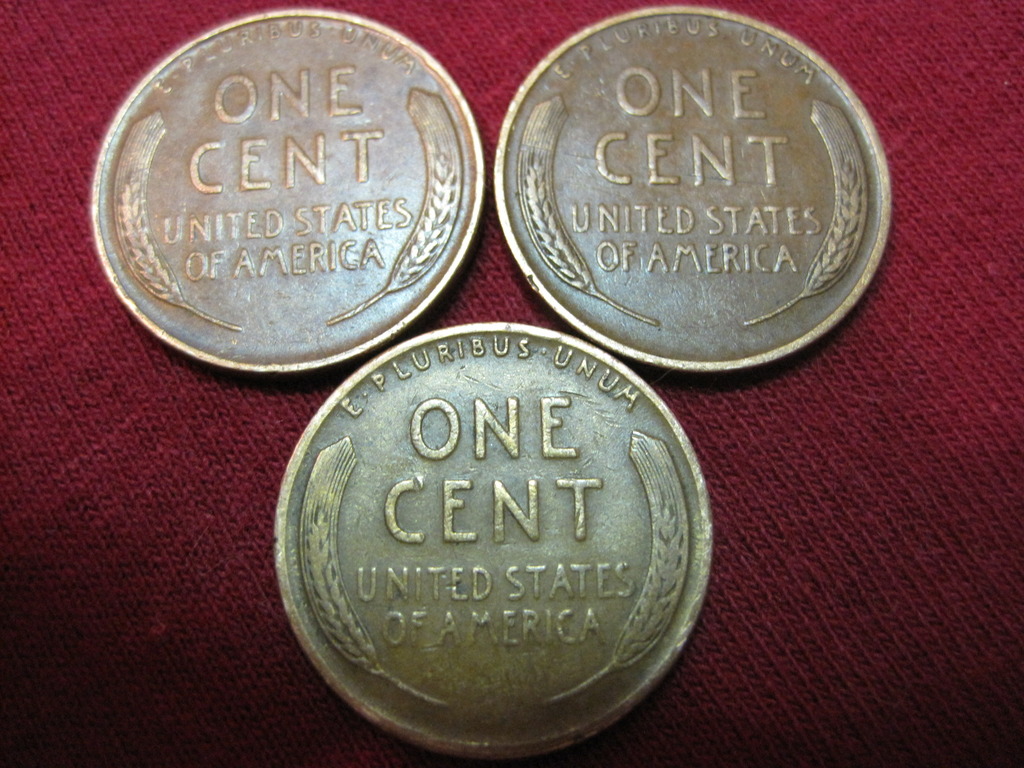 E · PLURIBUS · UNUM
ONE
CENT
UNITED STATES
OF AMERICA
E · PLURIBUS · UNUM
ONE
CENT
UNITED STATES
OF AMERICA
E · PLURIBUS · UNUM
ONE
CENT
UNITED STATES
OF AMERICA